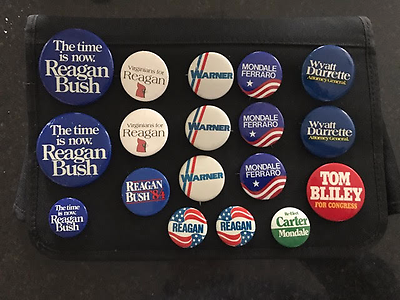 The time
is now.
Reagan
Bush
Virginians for
Reagan
WARNER
MONDALE
FERRARO
Wyatt
Durrette
Attorney General
The time
is now.
Reagan
Bush
Virginians for
Reagan
WARNER
MONDALE
FERRARO
Wyatt
Durrette
Attorney General
The time
is now.
Reagan
Bush
REAGAN
BUSH '84
WARNER
MONDALE
FERRARO
TOM
BLILEY
FOR CONGRESS
REAGAN
REAGAN
Re-Elect
Carter
Mondale